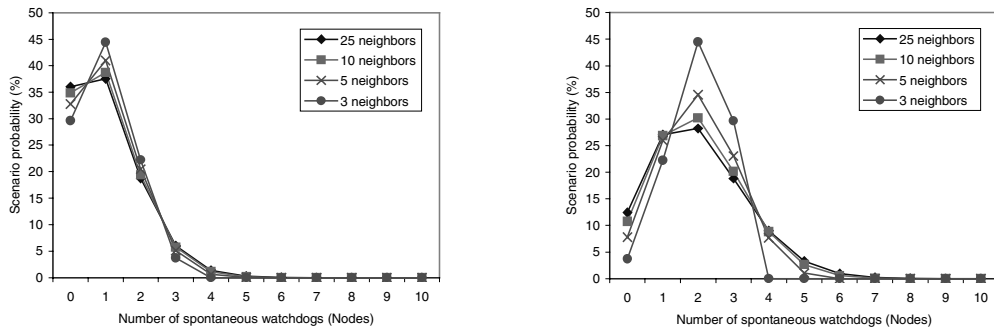 50
45
40
35
30
25
20
15
10
5
0
Scenario probability (%)
25 neighbors
10 neighbors
5 neighbors
3 neighbors
0 1 2 3 4 5 6 7 8 9 10
Number of spontaneous watchdogs (Nodes)
50
45
40
35
30
25
20
15
10
5
0
Scenario probability (%)
25 neighbors
10 neighbors
5 neighbors
3 neighbors
0 1 2 3 4 5 6 7 8 9 10
Number of spontaneous watchdogs (Nodes)